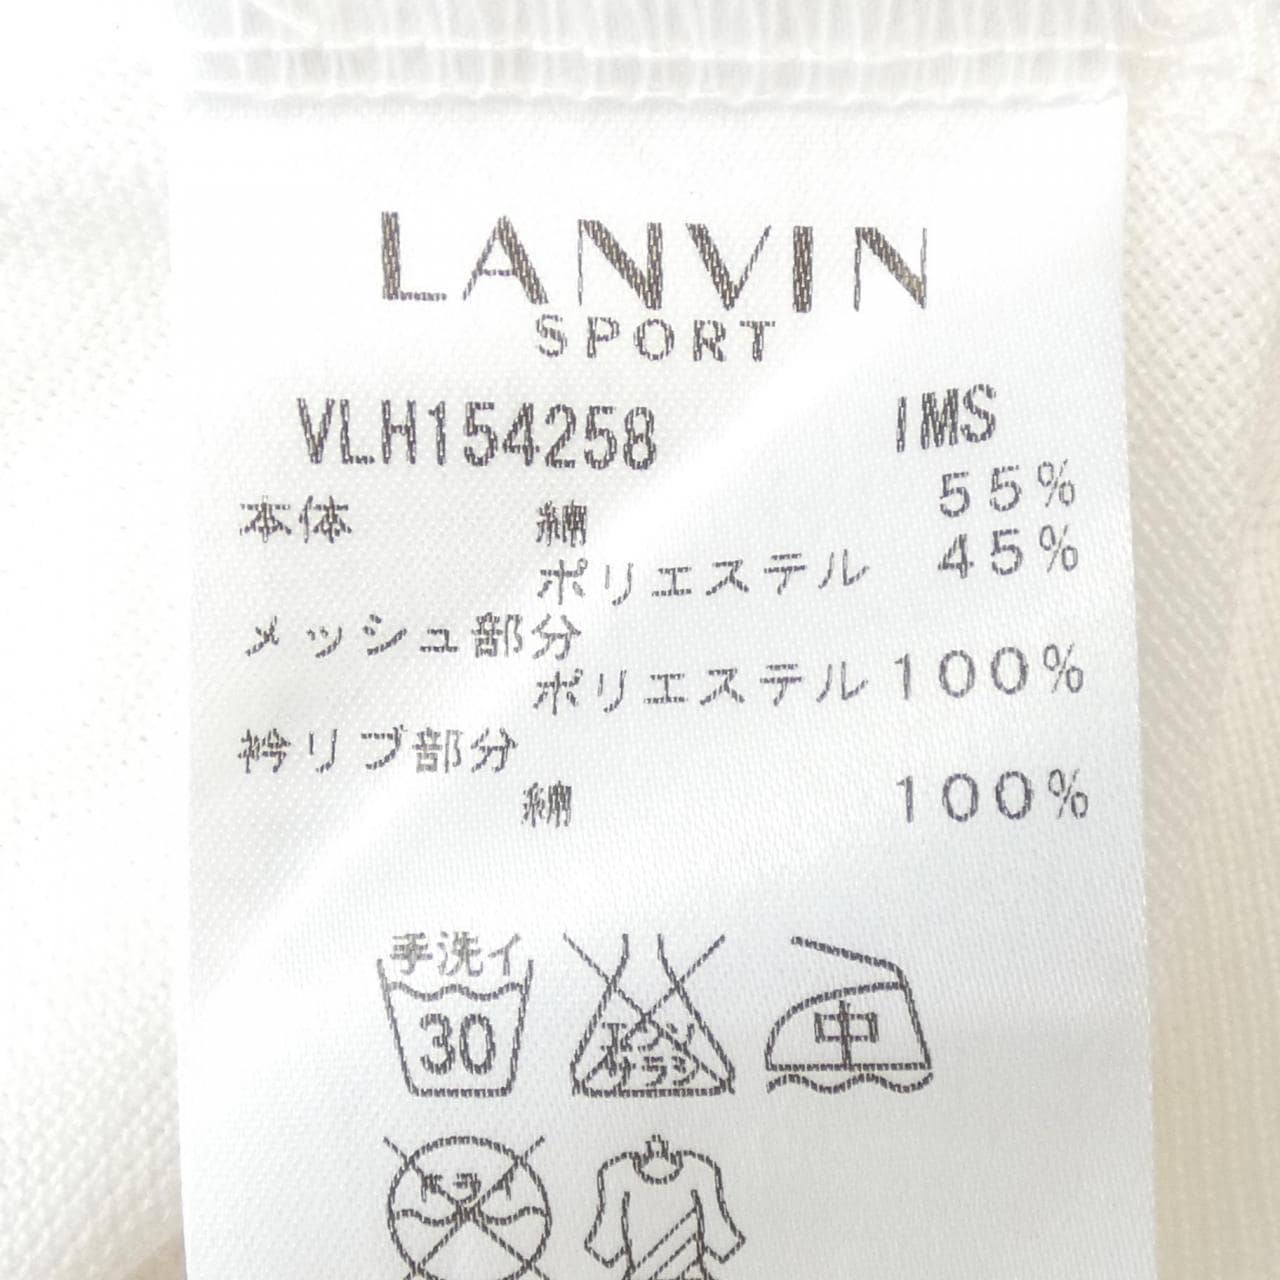 LANVIN
SPORT
VLH154258 IMS
本体 綿 55%
ポリエステル 45%
メッシュ部分
ポリエステル 100%
衿リブ部分
綿 100%
手洗イ
30
エンソ
サラシ
中
ドライ